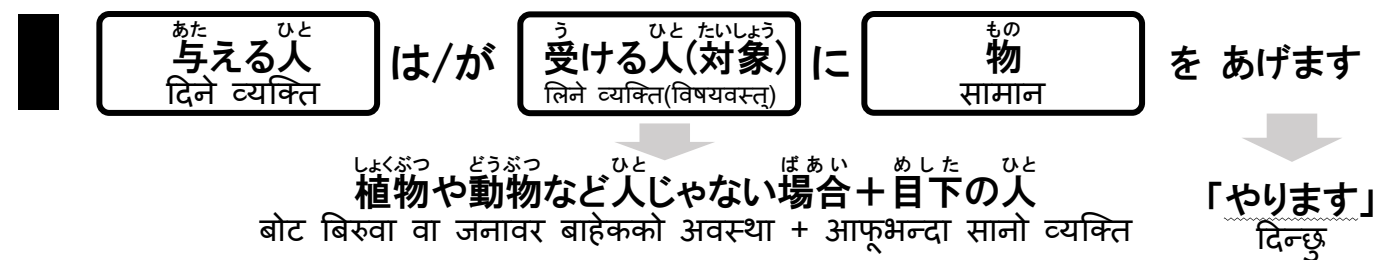 あた ひと う ひと たいしょう もの
与える人 は/が 受ける人(対象) に 物 を あげます
दिने व्यक्ति लिने व्यक्ति(विषयवस्तु) सामान
しょくぶつ どうぶつ ひと ばあい めした ひと
植物や動物など人じゃない場合＋目下の人 「やります」
बोट बिरुवा वा जनावर बाहेकको अवस्था + आफूभन्दा सानो व्यक्ति दिन्छु